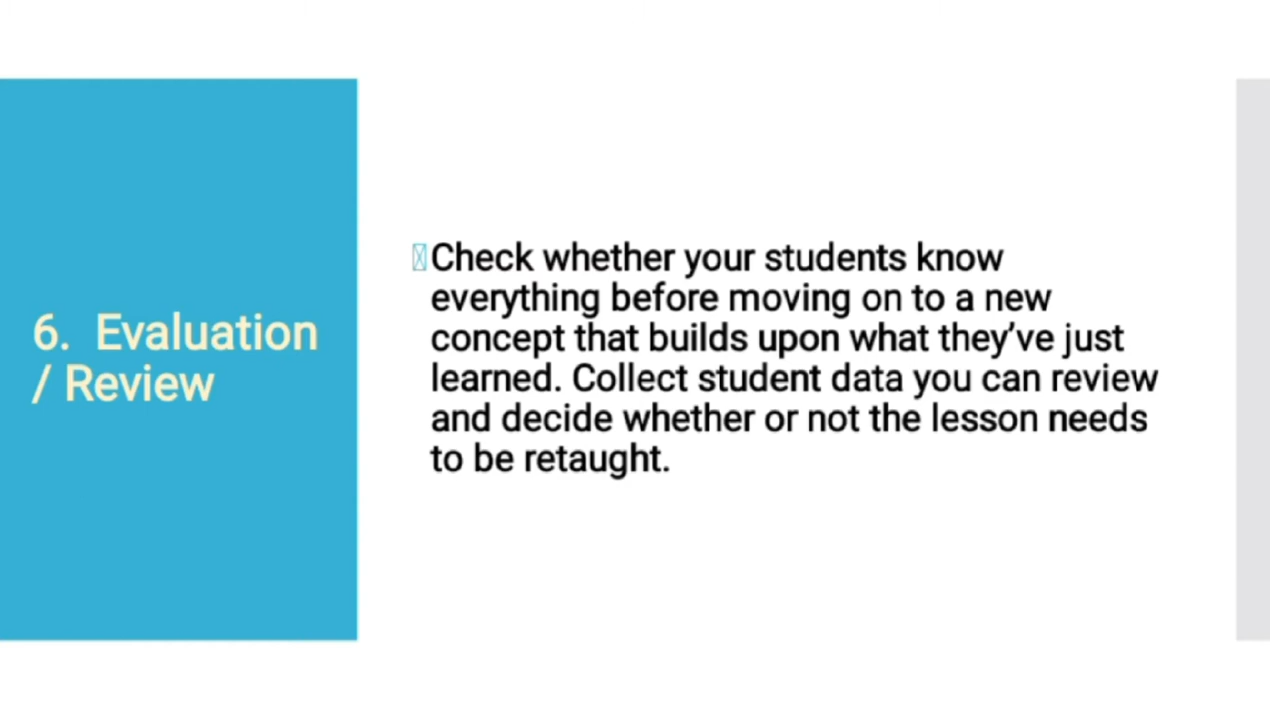 6. Evaluation
/ Review
Check whether your students know
everything before moving on to a new
concept that builds upon what they’ve just
learned. Collect student data you can review
and decide whether or not the lesson needs
to be retaught.